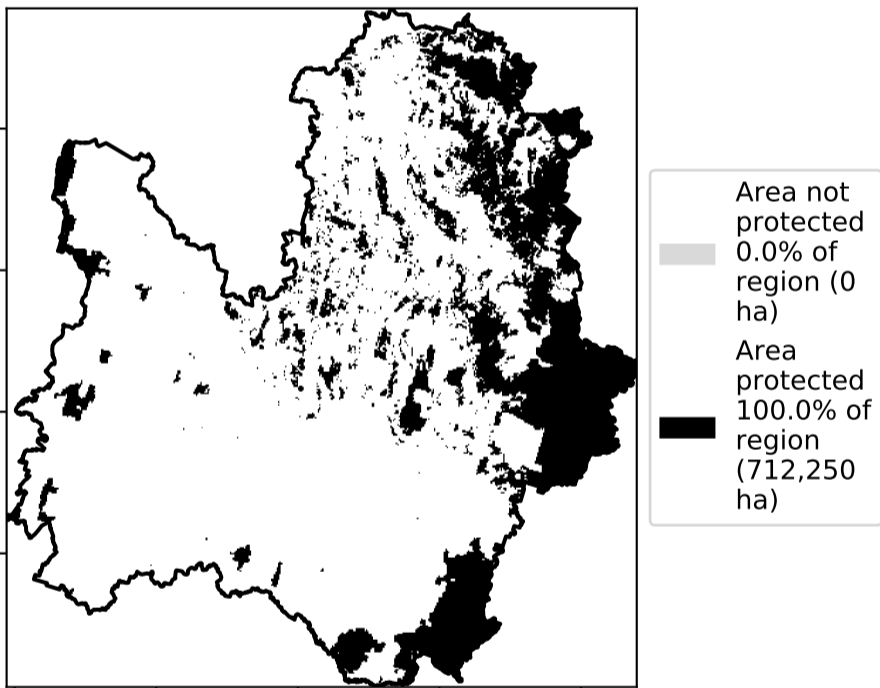 Area not
protected
0.0% of
region (0
ha)
Area
protected
100.0% of
region
(712,250
ha)